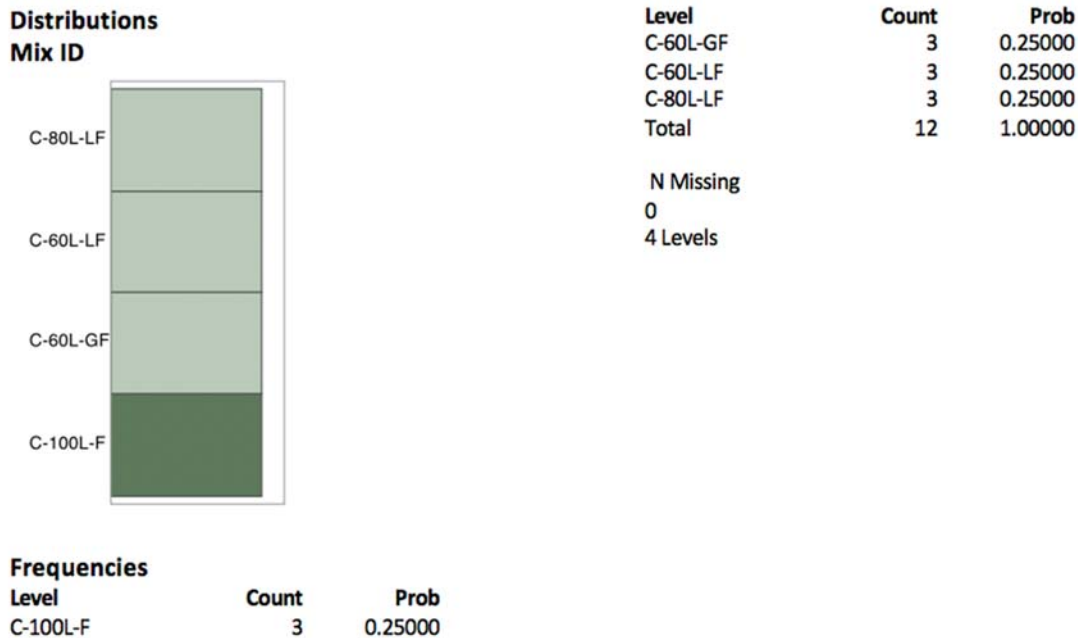 Distributions
Mix ID
C-80L-LF
C-60L-LF
C-60L-GF
C-100L-F
Frequencies
Level Count Prob
C-100L-F 3 0.25000
Level Count Prob
C-60L-GF 3 0.25000
C-60L-LF 3 0.25000
C-80L-LF 3 0.25000
Total 12 1.00000
N Missing
0
4 Levels